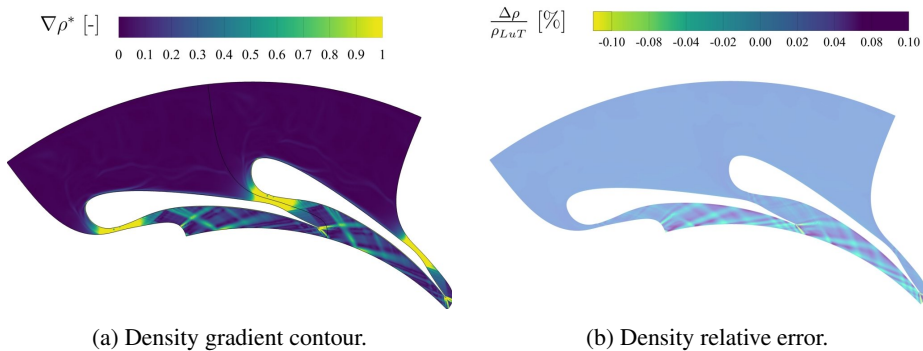 ∇ρ* [-]
0 0.1 0.2 0.3 0.4 0.5 0.6 0.7 0.8 0.9 1
Δρ/ρ_LuT [%]
-0.10 -0.08 -0.04 -0.02 0.00 0.02 0.04 0.08 0.10
(a) Density gradient contour.
(b) Density relative error.